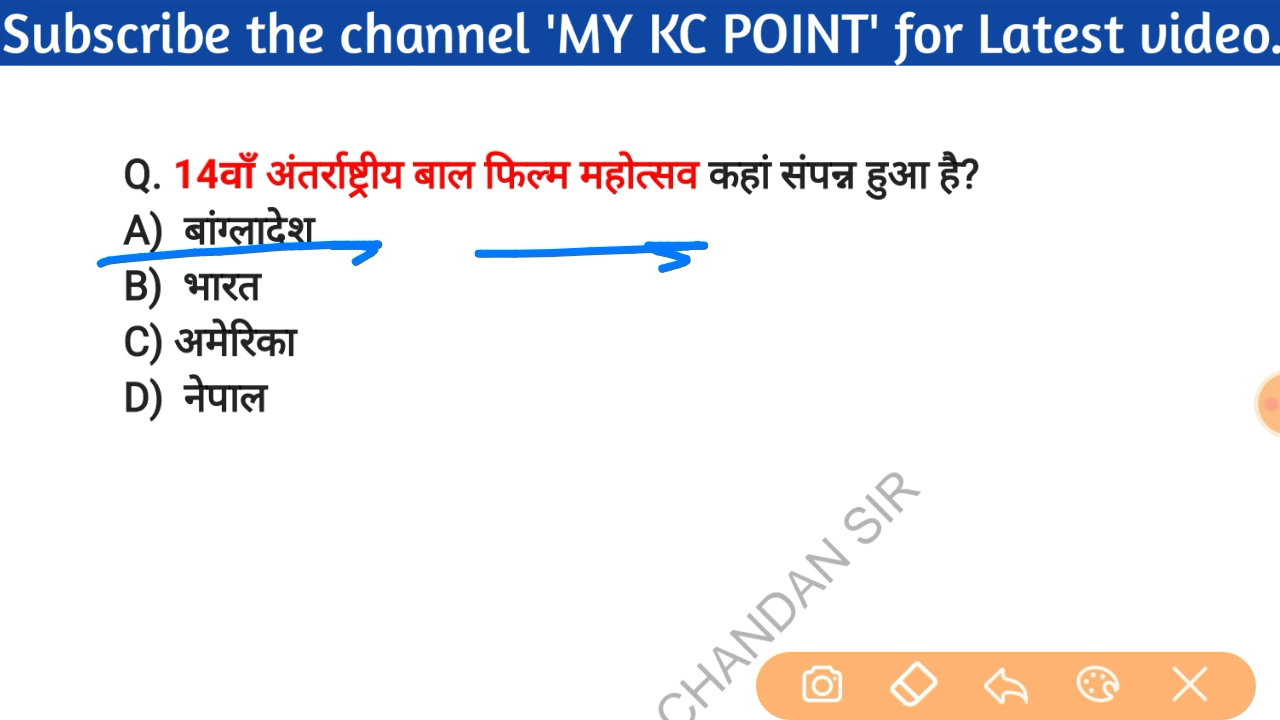 Subscribe the channel 'MY KC POINT' for Latest video.
Q. 14वाँ अंतर्राष्ट्रीय बाल फिल्म महोत्सव कहां संपन्न हुआ है?
A) बांग्लादेश
B) भारत
C) अमेरिका
D) नेपाल
CHANDAN SIR